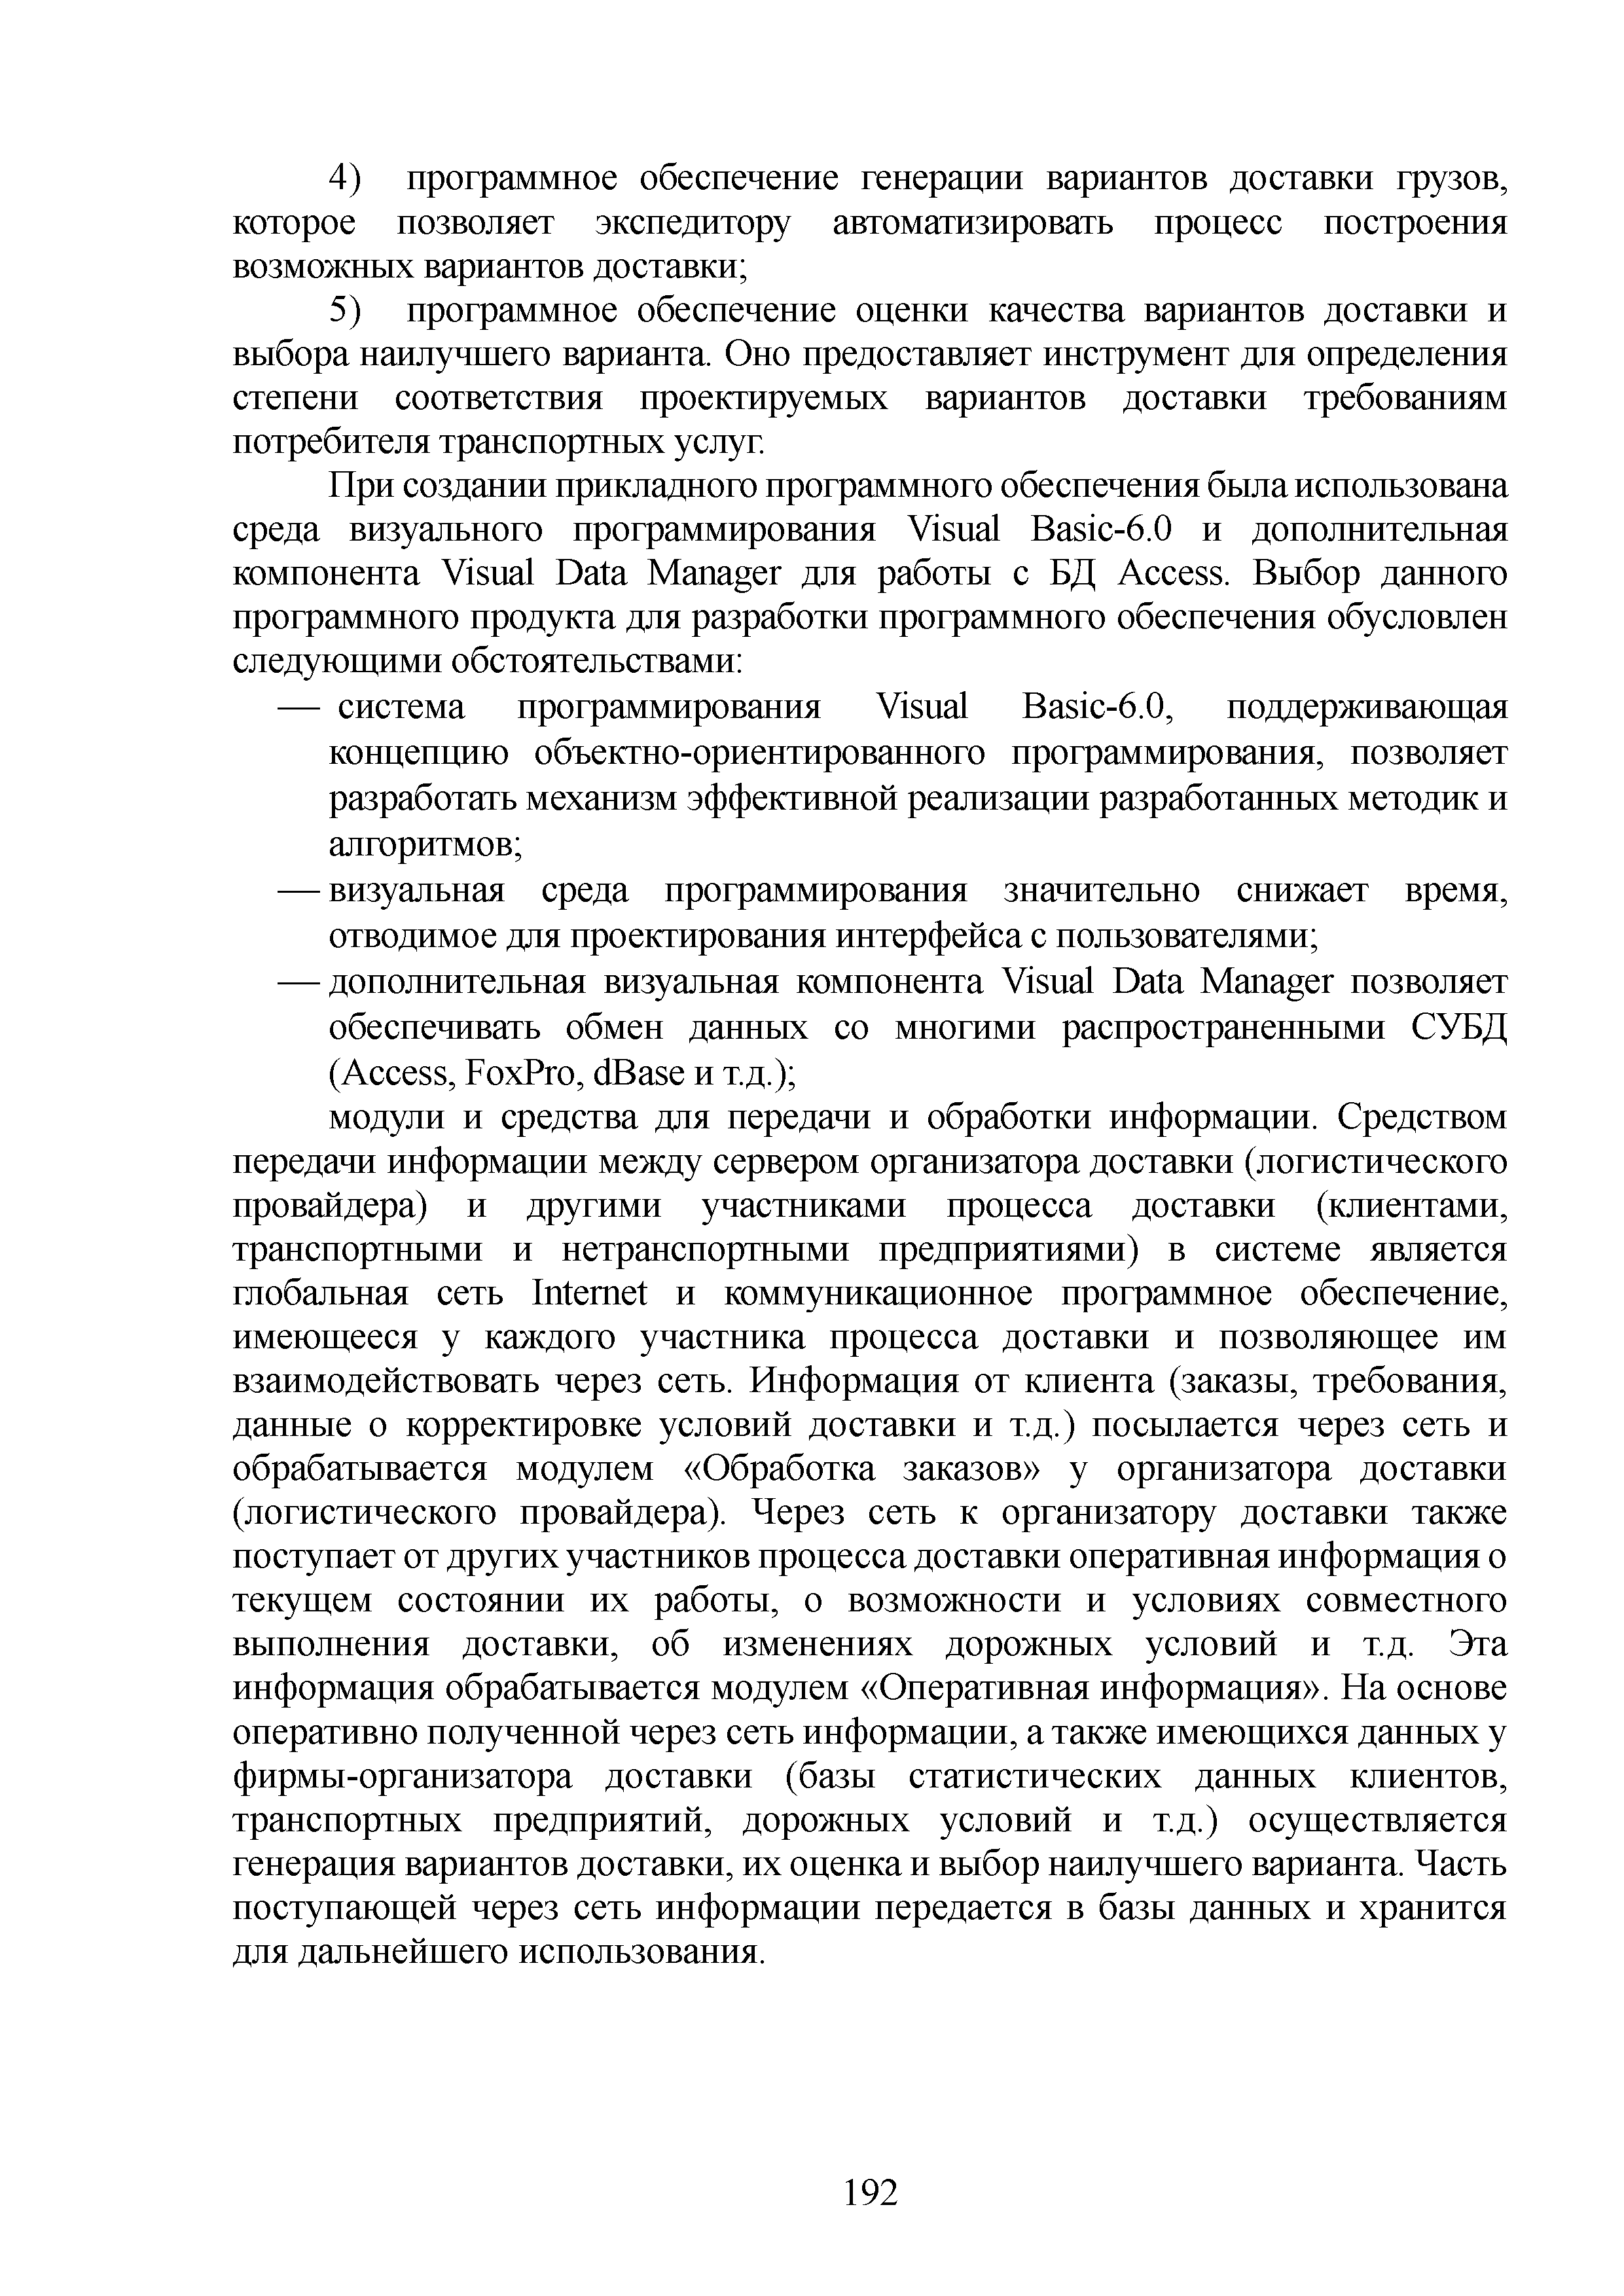 4) программное обеспечение генерации вариантов доставки грузов,
которое позволяет экспедитору автоматизировать процесс построения
возможных вариантов доставки;
5) программное обеспечение оценки качества вариантов доставки и
выбора наилучшего варианта. Оно предоставляет инструмент для определения
степени соответствия проектируемых вариантов доставки требованиям
потребителя транспортных услуг.
При создании прикладного программного обеспечения была использована
среда визуального программирования Visual Basic-6.0 и дополнительная
компонента Visual Data Manager для работы с БД Access. Выбор данного
программного продукта для разработки программного обеспечения обусловлен
следующими обстоятельствами:
— система программирования Visual Basic-6.0, поддерживающая
концепцию объектно-ориентированного программирования, позволяет
разработать механизм эффективной реализации разработанных методик и
алгоритмов;
— визуальная среда программирования значительно снижает время,
отводимое для проектирования интерфейса с пользователями;
— дополнительная визуальная компонента Visual Data Manager позволяет
обеспечивать обмен данных со многими распространенными СУБД
(Access, FoxPro, dBase и т.д.);
модули и средства для передачи и обработки информации. Средством
передачи информации между сервером организатора доставки (логистического
провайдера) и другими участниками процесса доставки (клиентами,
транспортными и нетранспортными предприятиями) в системе является
глобальная сеть Internet и коммуникационное программное обеспечение,
имеющееся у каждого участника процесса доставки и позволяющее им
взаимодействовать через сеть. Информация от клиента (заказы, требования,
данные о корректировке условий доставки и т.д.) посылается через сеть и
обрабатывается модулем «Обработка заказов» у организатора доставки
(логистического провайдера). Через сеть к организатору доставки также
поступает от других участников процесса доставки оперативная информация о
текущем состоянии их работы, о возможности и условиях совместного
выполнения доставки, об изменениях дорожных условий и т.д. Эта
информация обрабатывается модулем «Оперативная информация». На основе
оперативно полученной через сеть информации, а также имеющихся данных у
фирмы-организатора доставки (базы статистических данных клиентов,
транспортных предприятий, дорожных условий и т.д.) осуществляется
генерация вариантов доставки, их оценка и выбор наилучшего варианта. Часть
поступающей через сеть информации передается в базы данных и хранится
для дальнейшего использования.
192